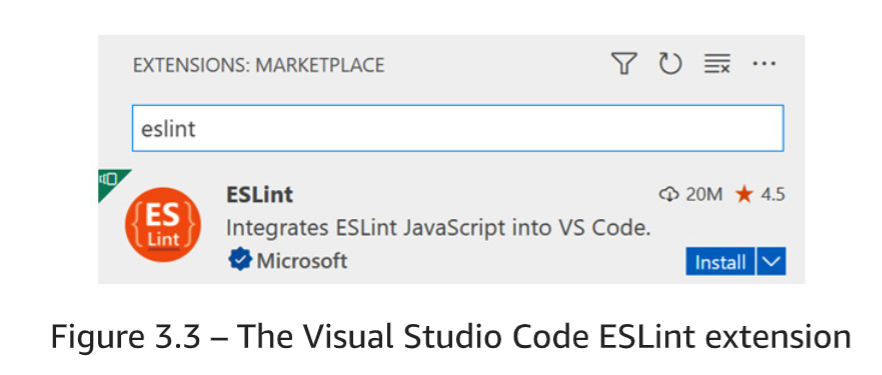 EXTENSIONS: MARKETPLACE
eslint
ESLint
20M ★ 4.5
{ES
Lint}
Integrates ESLint JavaScript into VS Code.
Microsoft
Install
Figure 3.3 – The Visual Studio Code ESLint extension